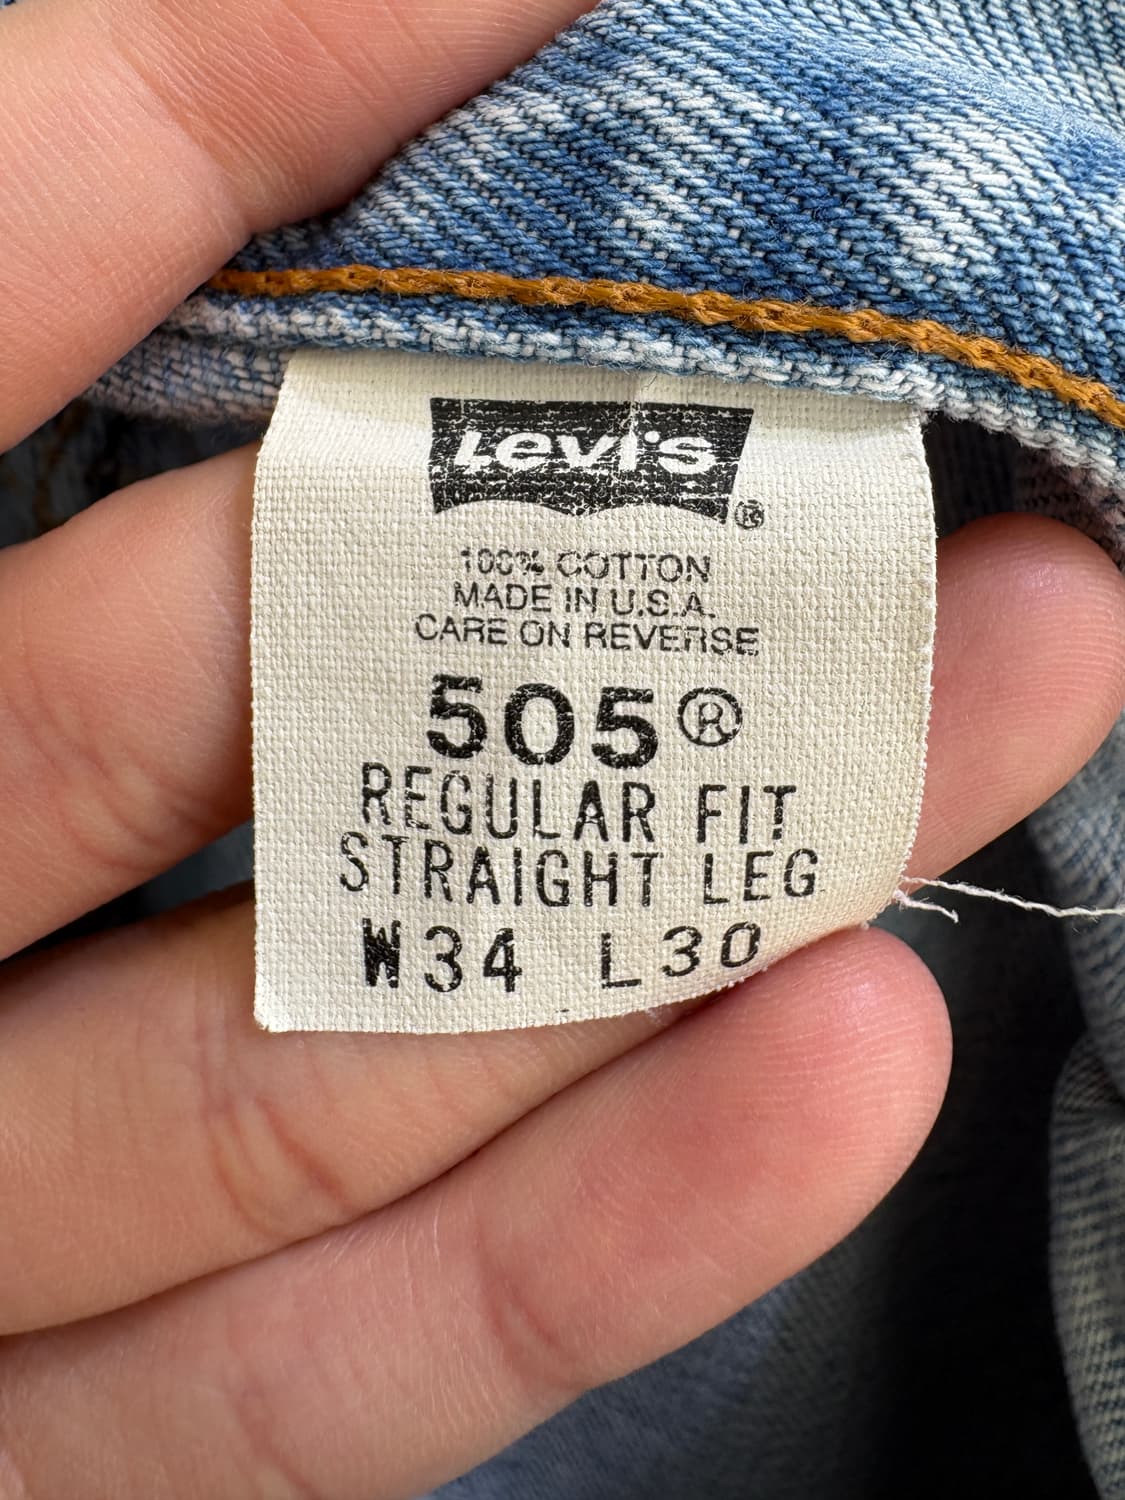 Levi's®
100% COTTON
MADE IN U.S.A.
CARE ON REVERSE
505®
REGULAR FIT
STRAIGHT LEG
W34 L30